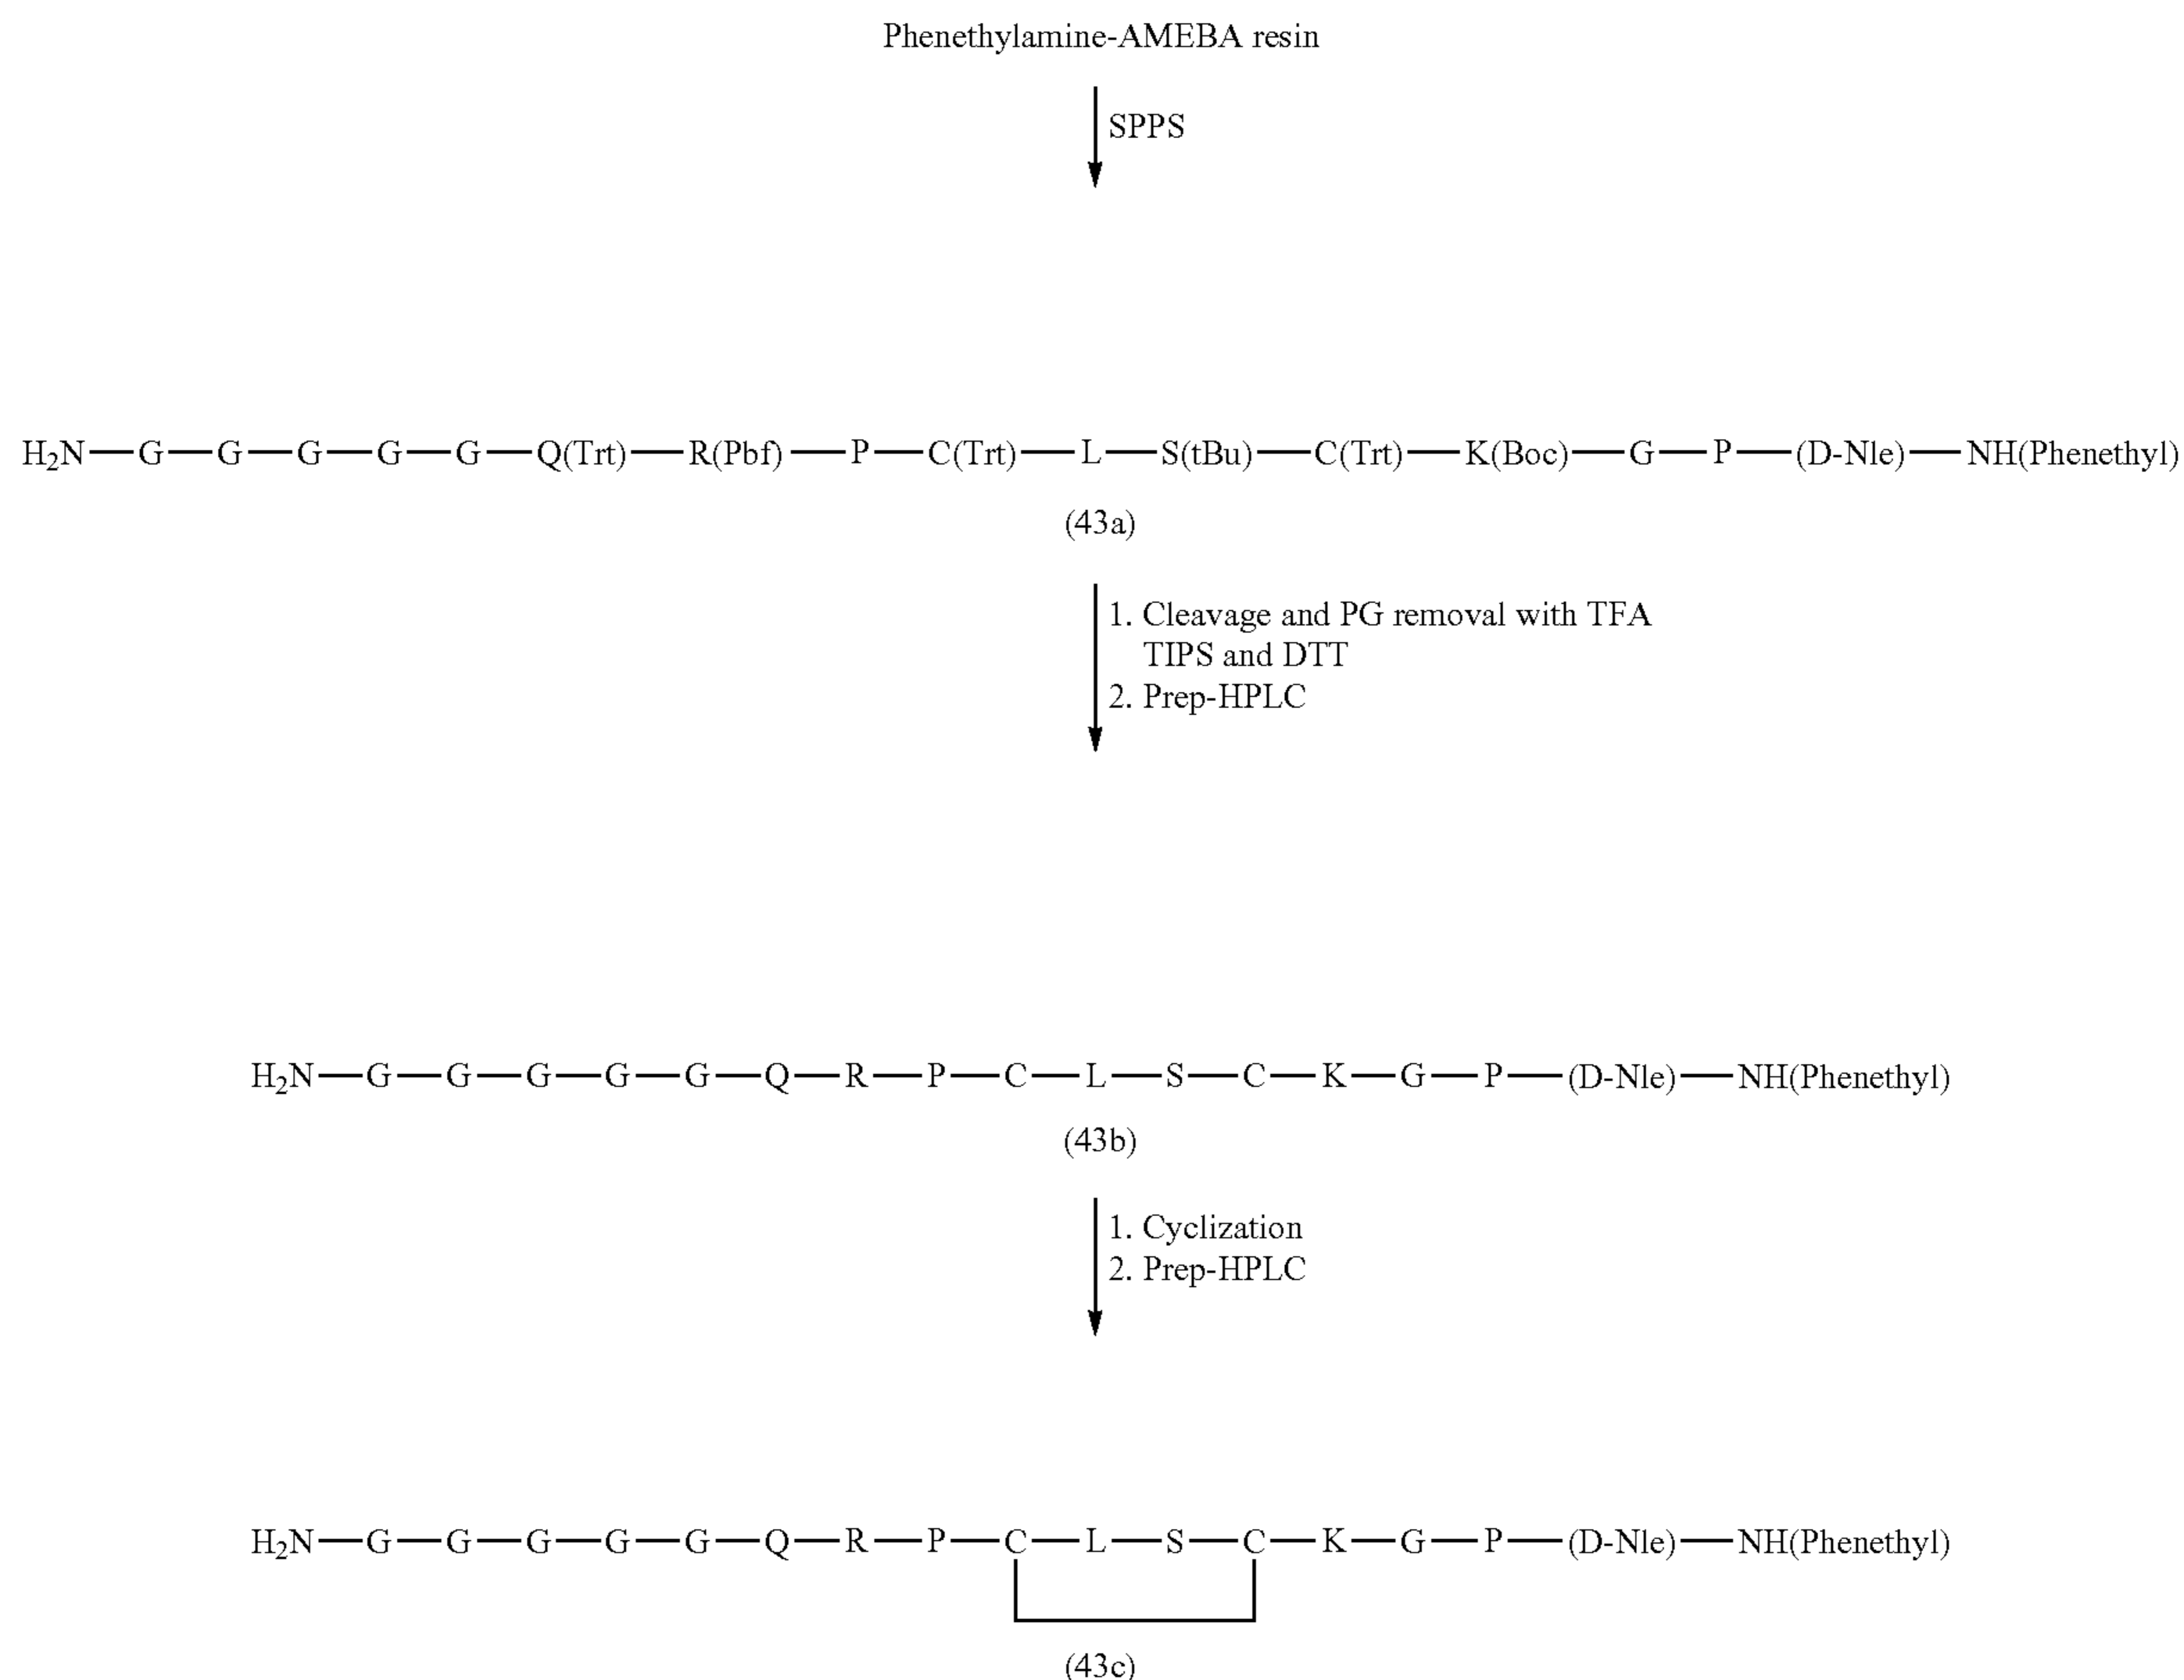 Phenethylamine-AMEBA resin
SPPS
H₂N—G—G—G—G—G—Q(Trt)—R(Pbf)—P—C(Trt)—L—S(tBu)—C(Trt)—K(Boc)—G—P—(D-Nle)—NH(Phenethyl)
(43a)
1. Cleavage and PG removal with TFA
TIPS and DTT
2. Prep-HPLC
H₂N—G—G—G—G—G—Q—R—P—C—L—S—C—K—G—P—(D-Nle)—NH(Phenethyl)
(43b)
1. Cyclization
2. Prep-HPLC
H₂N—G—G—G—G—G—Q—R—P—C—L—S—C—K—G—P—(D-Nle)—NH(Phenethyl)
(43c)